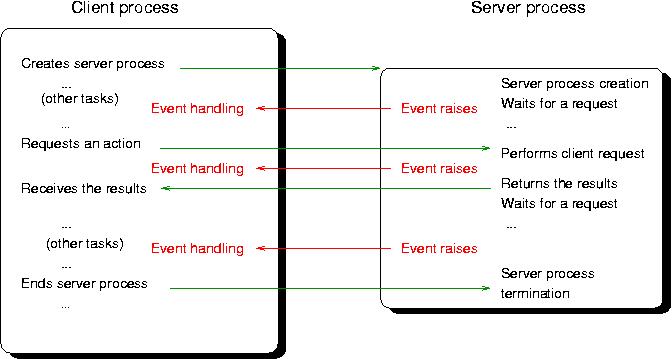 Client process
Server process
Creates server process
...
(other tasks)
...
Requests an action
Receives the results
...
(other tasks)
...
Ends server process
...
Event handling
Event raises
Event handling
Event raises
Event handling
Event raises
Server process creation
Waits for a request
...
Performs client request
Returns the results
Waits for a request
...
Server process
termination